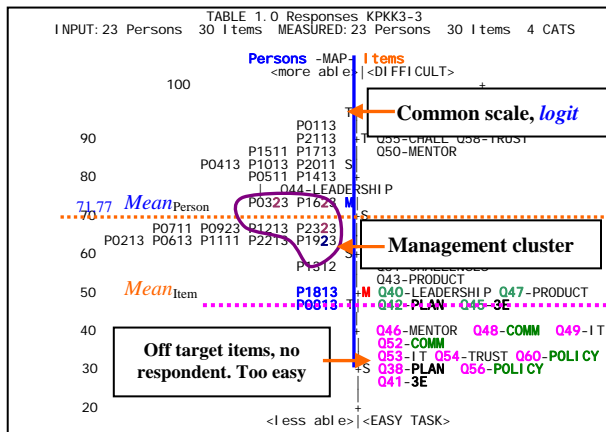 TABLE 1.0 Responses KPKK3-3
INPUT:23 Persons 30 Items MEASURED:23 Persons 30 Items 4 CATS
Persons -MAP- Items
<more able>|<DIFFICULT>
100 +
T
Common scale, logit
P0113
90 P2113 +T Q55-CHALL Q58-TRUST
P1511 P1713 Q50-MENTOR
P0413 P1013 P2011 S
80 P0511 P1413 +
| Q44-LEADERSHIP
71.77 MeanPerson P0323 P1623 M
70 +S
P0711 P0923 P1213 P2323
P0213 P0613 P1111 P2213 P1923
Management cluster
60 S
P1312
Q43-PRODUCT
50 MeanItem P1813 +M Q40-LEADERSHIP Q47-PRODUCT
P0813 T Q42-PLAN Q45-3E
40 + Q46-MENTOR Q48-COMM Q49-IT
Q52-COMM
Off target items, no
respondent. Too easy
Q53-IT Q54-TRUST Q60-POLICY
30 +S Q38-PLAN Q56-POLICY
Q41-3E
20 +
<less able>|<EASY TASK>